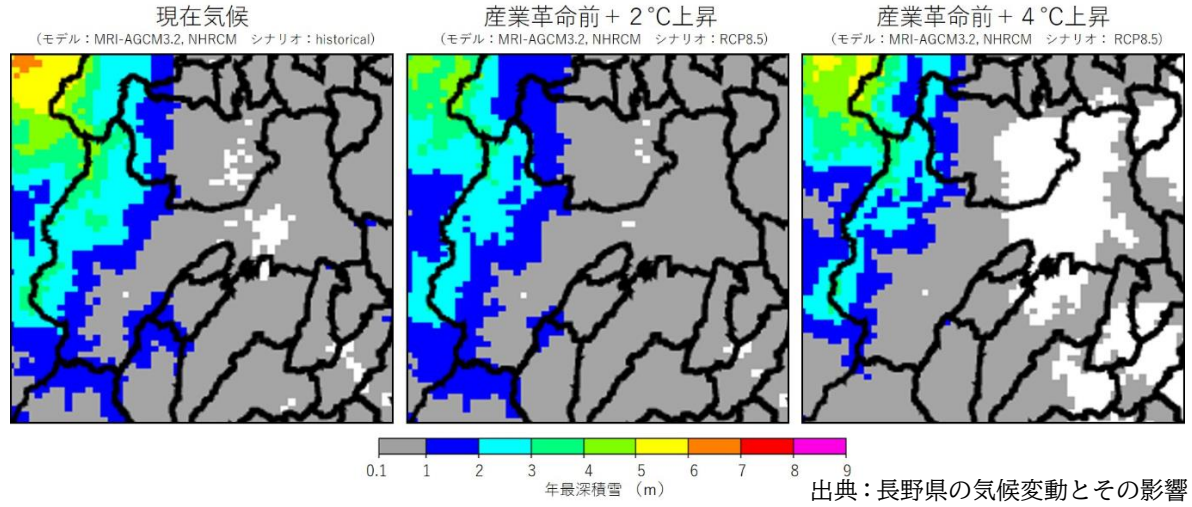 現在気候
(モデル:MRI-AGCM3.2, NHRCM シナリオ:historical)
産業革命前+2℃上昇
(モデル:MRI-AGCM3.2, NHRCM シナリオ:RCP8.5)
産業革命前+4℃上昇
(モデル:MRI-AGCM3.2, NHRCM シナリオ: RCP8.5)
0.1 1 2 3 4 5 6 7 8 9
年最深積雪 (m)
出典:長野県の気候変動とその影響